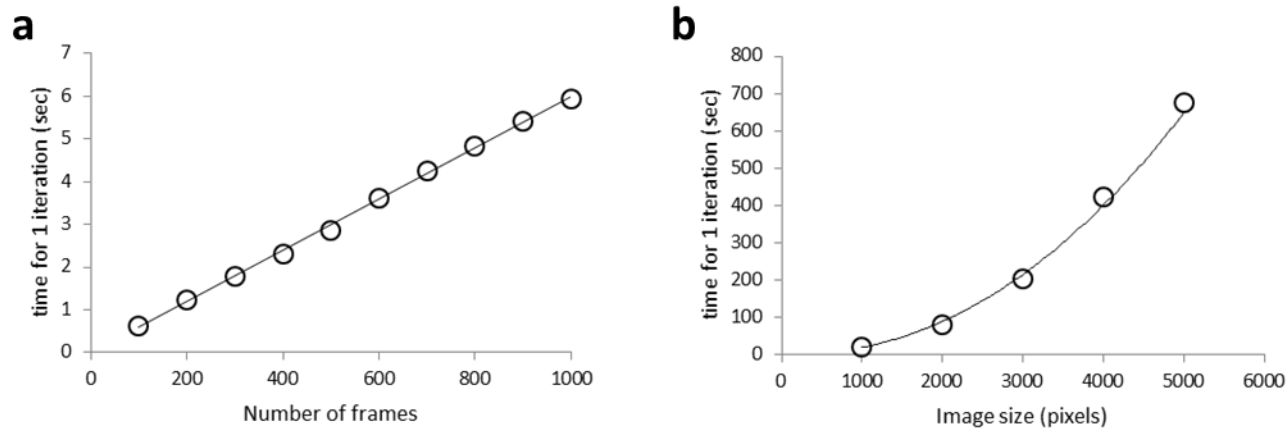 a
time for 1 iteration (sec)
7
6
5
4
3
2
1
0
0 200 400 600 800 1000
Number of frames
b
time for 1 iteration (sec)
800
700
600
500
400
300
200
100
0
0 1000 2000 3000 4000 5000 6000
Image size (pixels)